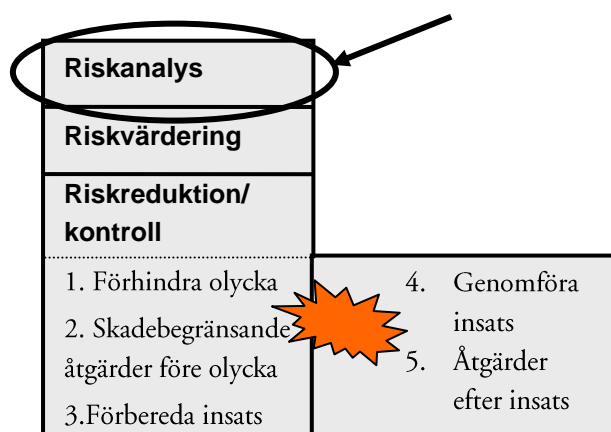 Riskanalys
Riskvärdering
Riskreduktion/
kontroll
1. Förhindra olycka
2. Skadebegränsande
åtgärder före olycka
3.Förbereda insats
4. Genomföra
insats
5. Åtgärder
efter insats